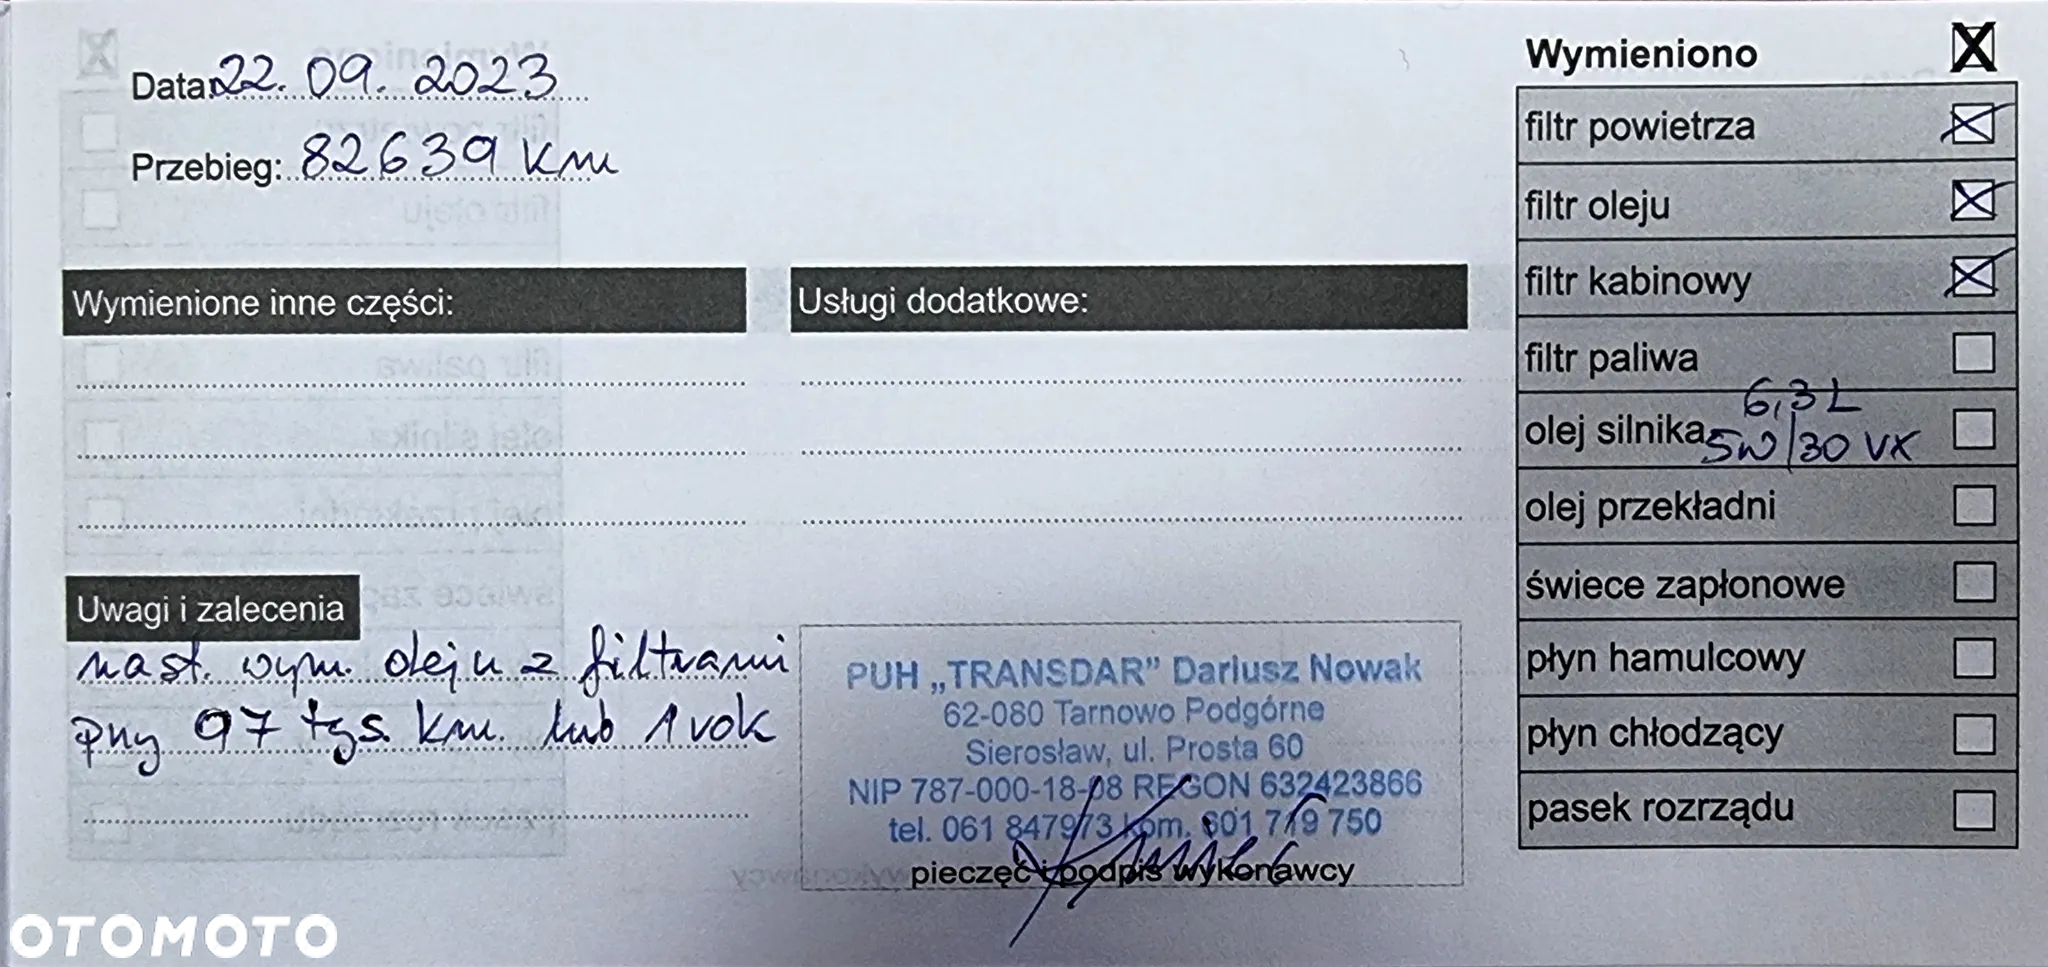 Data: 22. 09. 2023
Przebieg: 82639 km
Wymienione inne części:
Usługi dodatkowe:
Uwagi i zalecenia
nast. wym. oleju z filtrami
przy 97 tys. km. lub 1 rok
PUH „TRANSDAR” Dariusz Nowak
62-080 Tarnowo Podgórne
Sierosław, ul. Prosta 60
NIP 787-000-18-08 REGON 632423866
tel. 061 847973 kom. 601 719 750
pieczęć i podpis wykonawcy
Wymieniono X
filtr powietrza
filtr oleju
filtr kabinowy
filtr paliwa
6,3L
olej silnika 5W/30 VX
olej przekładni
świece zapłonowe
płyn hamulcowy
płyn chłodzący
pasek rozrządu
OTOMOTO